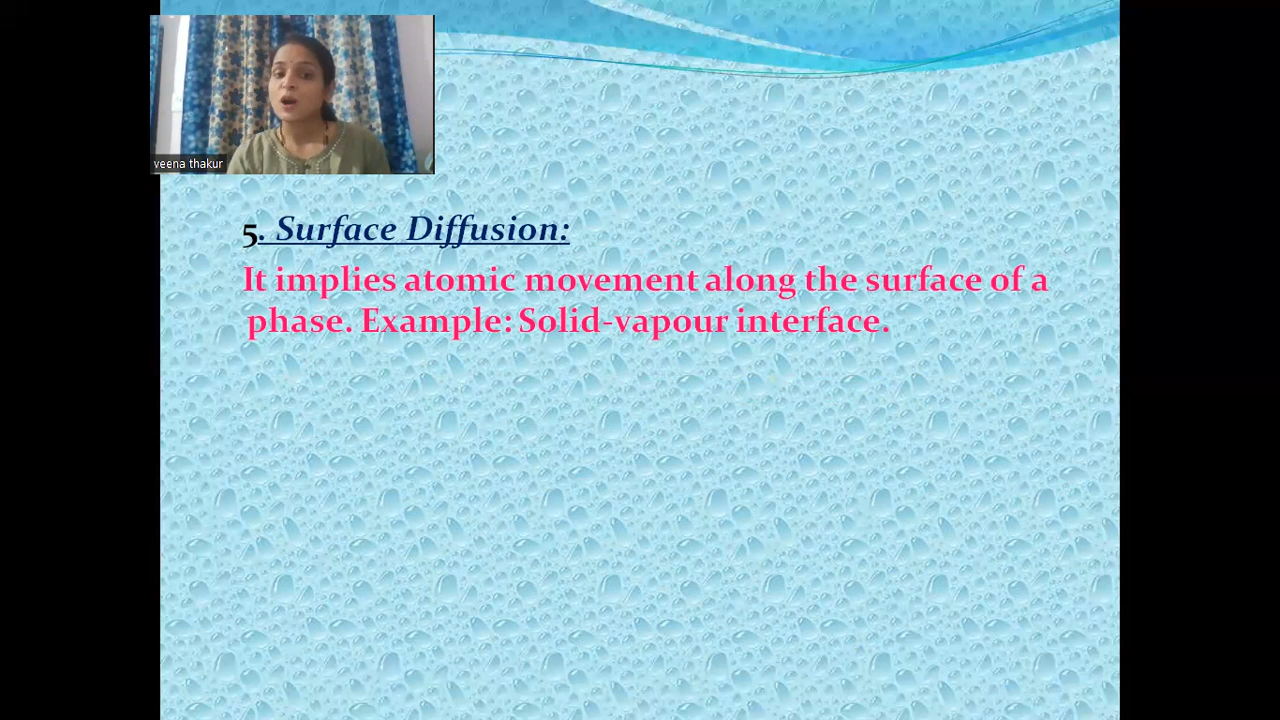 veena thakur
5. Surface Diffusion:
It implies atomic movement along the surface of a
phase. Example: Solid-vapour interface.